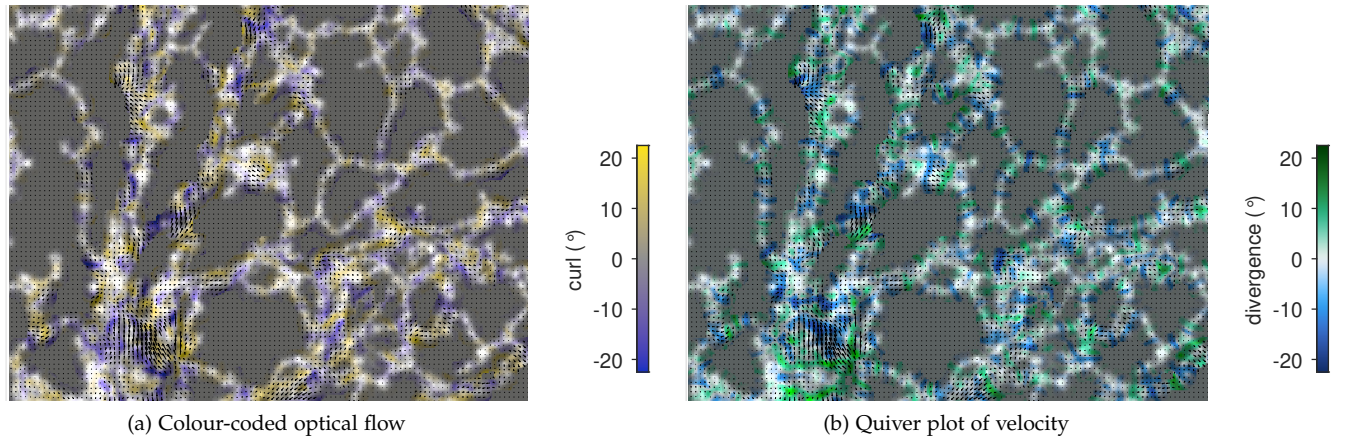 20
10
0
-10
-20
curl (°)
20
10
0
-10
-20
divergence (°)
(a) Colour-coded optical flow
(b) Quiver plot of velocity